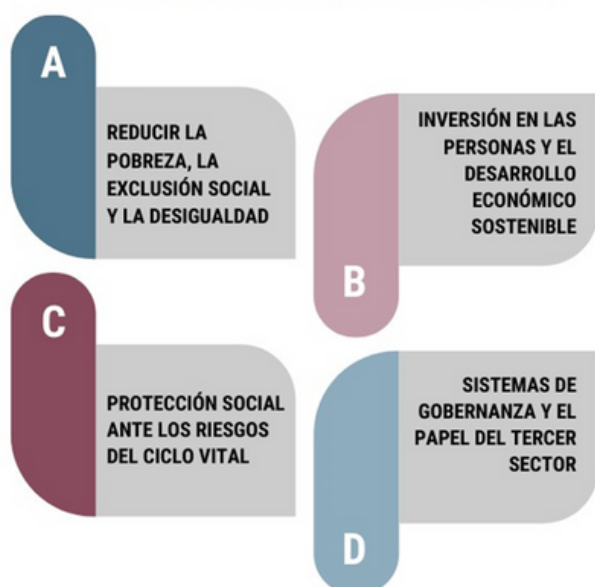 A
REDUCIR LA
POBREZA, LA
EXCLUSIÓN SOCIAL
Y LA DESIGUALDAD
INVERSIÓN EN LAS
PERSONAS Y EL
DESARROLLO
ECONÓMICO
SOSTENIBLE
B
C
PROTECCIÓN SOCIAL
ANTE LOS RIESGOS
DEL CICLO VITAL
SISTEMAS DE
GOBERNANZA Y EL
PAPEL DEL TERCER
SECTOR
D